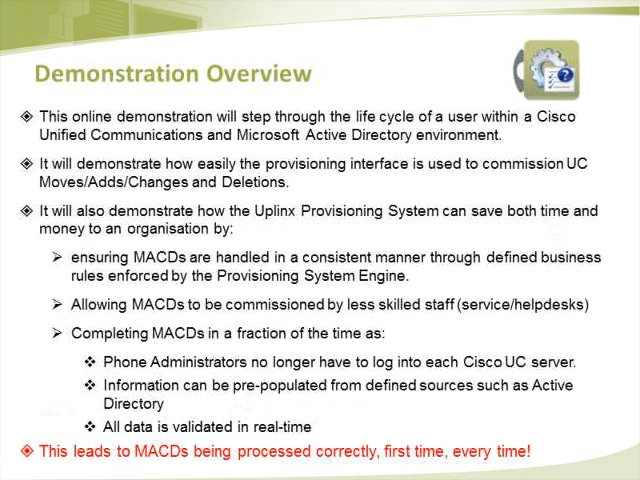 Demonstration Overview
This online demonstration will step through the life cycle of a user within a Cisco
Unified Communications and Microsoft Active Directory environment.
It will demonstrate how easily the provisioning interface is used to commission UC
Moves/Adds/Changes and Deletions.
It will also demonstrate how the Uplinx Provisioning System can save both time and
money to an organisation by:
ensuring MACDs are handled in a consistent manner through defined business
rules enforced by the Provisioning System Engine.
Allowing MACDs to be commissioned by less skilled staff (service/helpdesks)
Completing MACDs in a fraction of the time as:
Phone Administrators no longer have to log into each Cisco UC server.
Information can be pre-populated from defined sources such as Active
Directory
All data is validated in real-time
This leads to MACDs being processed correctly, first time, every time!